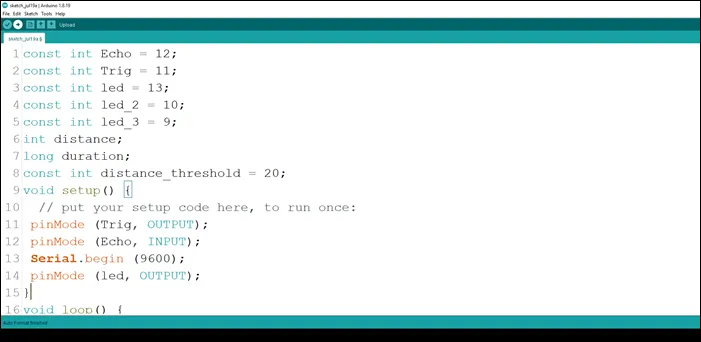 sketch_jul19a | Arduino 1.8.19
File Edit Sketch Tools Help
Upload
sketch_jul19a §
1 const int Echo = 12;
2 const int Trig = 11;
3 const int led = 13;
4 const int led_2 = 10;
5 const int led_3 = 9;
6 int distance;
7 long duration;
8 const int distance_threshold = 20;
9 void setup() {
10 // put your setup code here, to run once:
11 pinMode (Trig, OUTPUT);
12 pinMode (Echo, INPUT);
13 Serial.begin (9600);
14 pinMode (led, OUTPUT);
15 }
16 void loop() {
Auto Format finished.